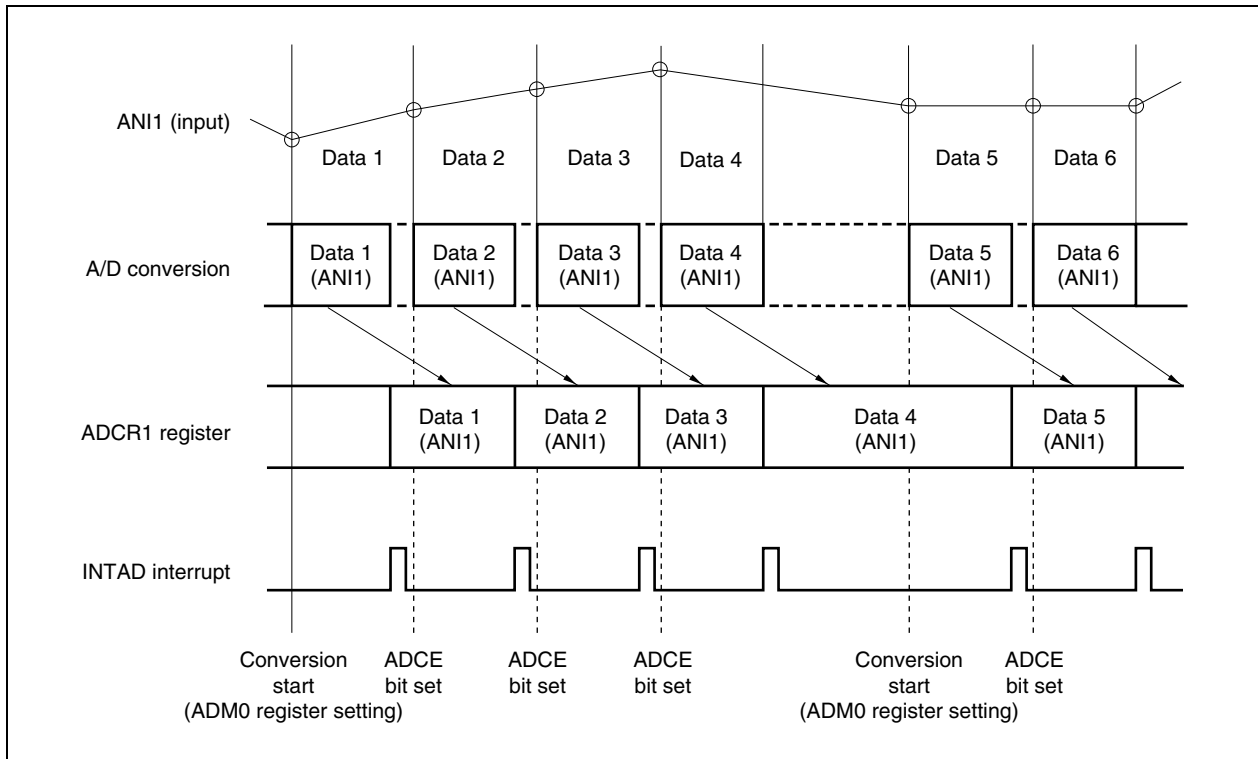 ANI1 (input)
Data 1
Data 2
Data 3
Data 4
Data 5
Data 6
A/D conversion
Data 1
(ANI1)
Data 2
(ANI1)
Data 3
(ANI1)
Data 4
(ANI1)
Data 5
(ANI1)
Data 6
(ANI1)
ADCR1 register
Data 1
(ANI1)
Data 2
(ANI1)
Data 3
(ANI1)
Data 4
(ANI1)
Data 5
(ANI1)
INTAD interrupt
Conversion
start
(ADM0 register setting)
ADCE
bit set
ADCE
bit set
ADCE
bit set
Conversion
start
(ADM0 register setting)
ADCE
bit set